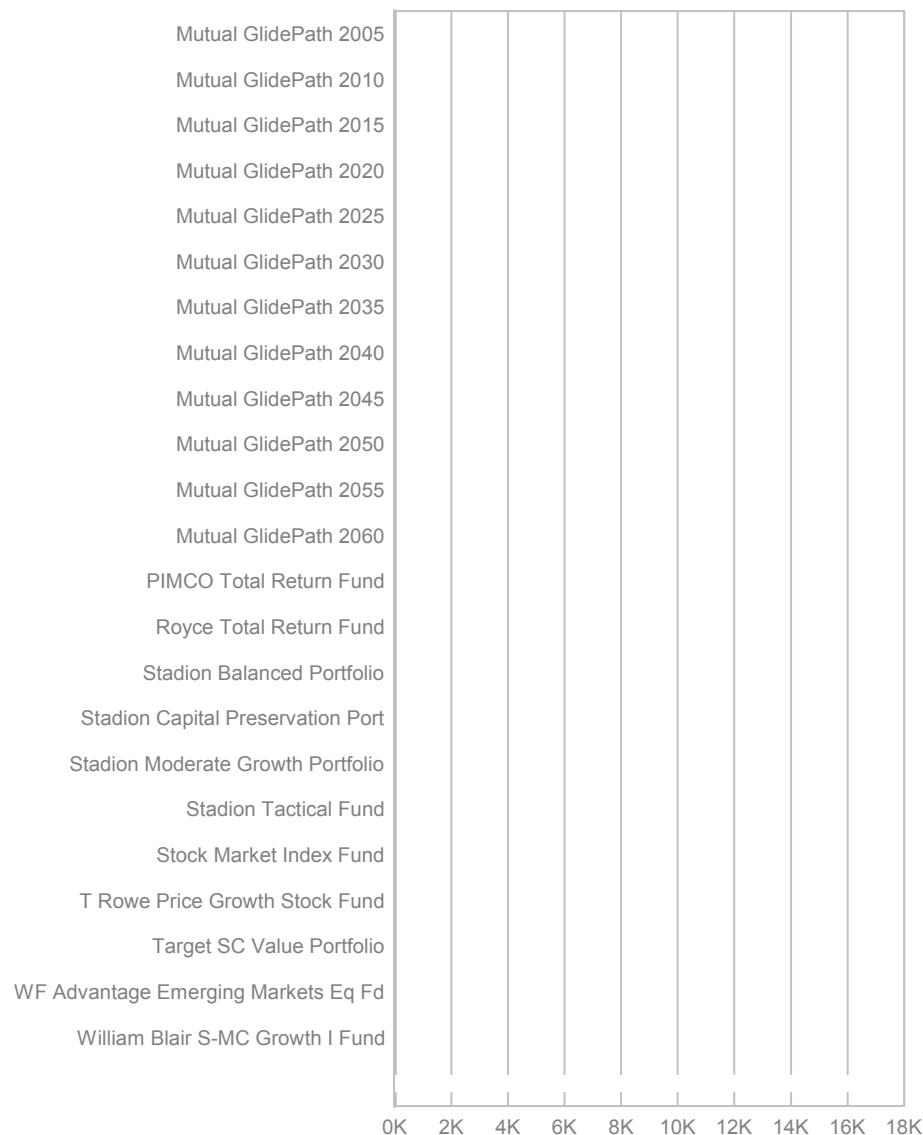 Mutual GlidePath 2005
Mutual GlidePath 2010
Mutual GlidePath 2015
Mutual GlidePath 2020
Mutual GlidePath 2025
Mutual GlidePath 2030
Mutual GlidePath 2035
Mutual GlidePath 2040
Mutual GlidePath 2045
Mutual GlidePath 2050
Mutual GlidePath 2055
Mutual GlidePath 2060
PIMCO Total Return Fund
Royce Total Return Fund
Stadion Balanced Portfolio
Stadion Capital Preservation Port
Stadion Moderate Growth Portfolio
Stadion Tactical Fund
Stock Market Index Fund
T Rowe Price Growth Stock Fund
Target SC Value Portfolio
WF Advantage Emerging Markets Eq Fd
William Blair S-MC Growth I Fund
0K 2K 4K 6K 8K 10K 12K 14K 16K 18K